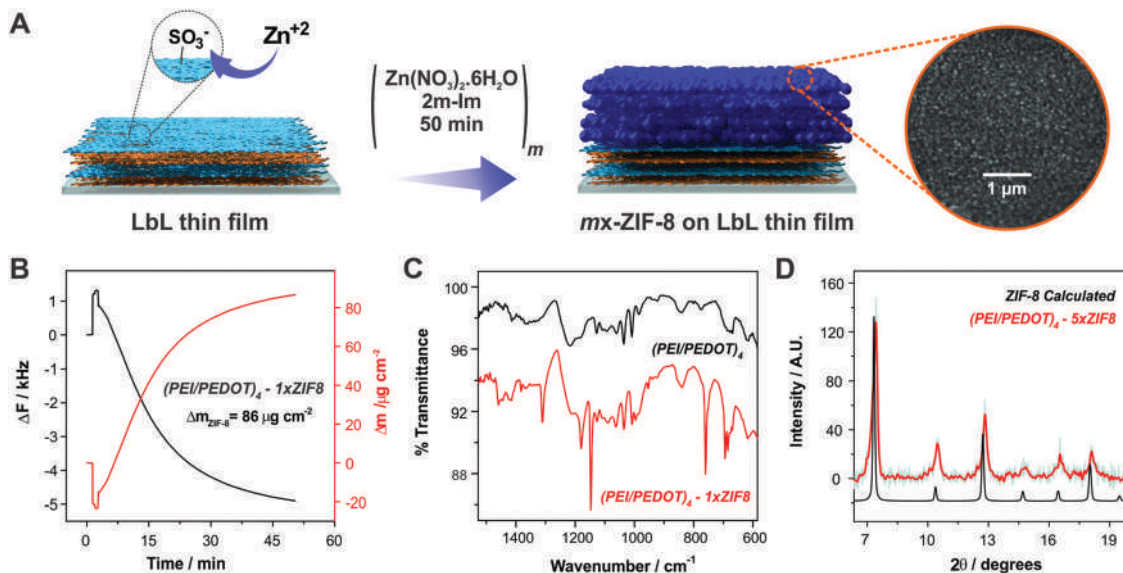 A
SO₃⁻
Zn⁺²
Zn(NO₃)₂.6H₂O
2m-Im
50 min
m
1 µm
LbL thin film
mx-ZIF-8 on LbL thin film
B
1
0
-1
-2
-3
-4
-5
ΔF / kHz
80
60
40
20
0
-20
Δm /µg cm⁻²
(PEI/PEDOT)₄ - 1xZIF8
Δm_ZIF-8 = 86 µg cm⁻²
0 15 30 45 60
Time / min
C
100
96
92
88
% Transmittance
(PEI/PEDOT)₄
(PEI/PEDOT)₄ - 1xZIF8
1400 1200 1000 800 600
Wavenumber / cm⁻¹
D
160
120
80
40
0
Intensity / A.U.
ZIF-8 Calculated
(PEI/PEDOT)₄ - 5xZIF8
7 10 13 16 19
2θ / degrees